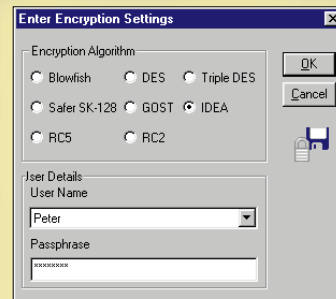 Enter Encryption Settings
Encryption Algorithm
Blowfish DES Triple DES
Safer SK-128 GOST IDEA
RC5 RC2
OK
Cancel
User Details
User Name
Peter
Passphrase
xxxxxxxx